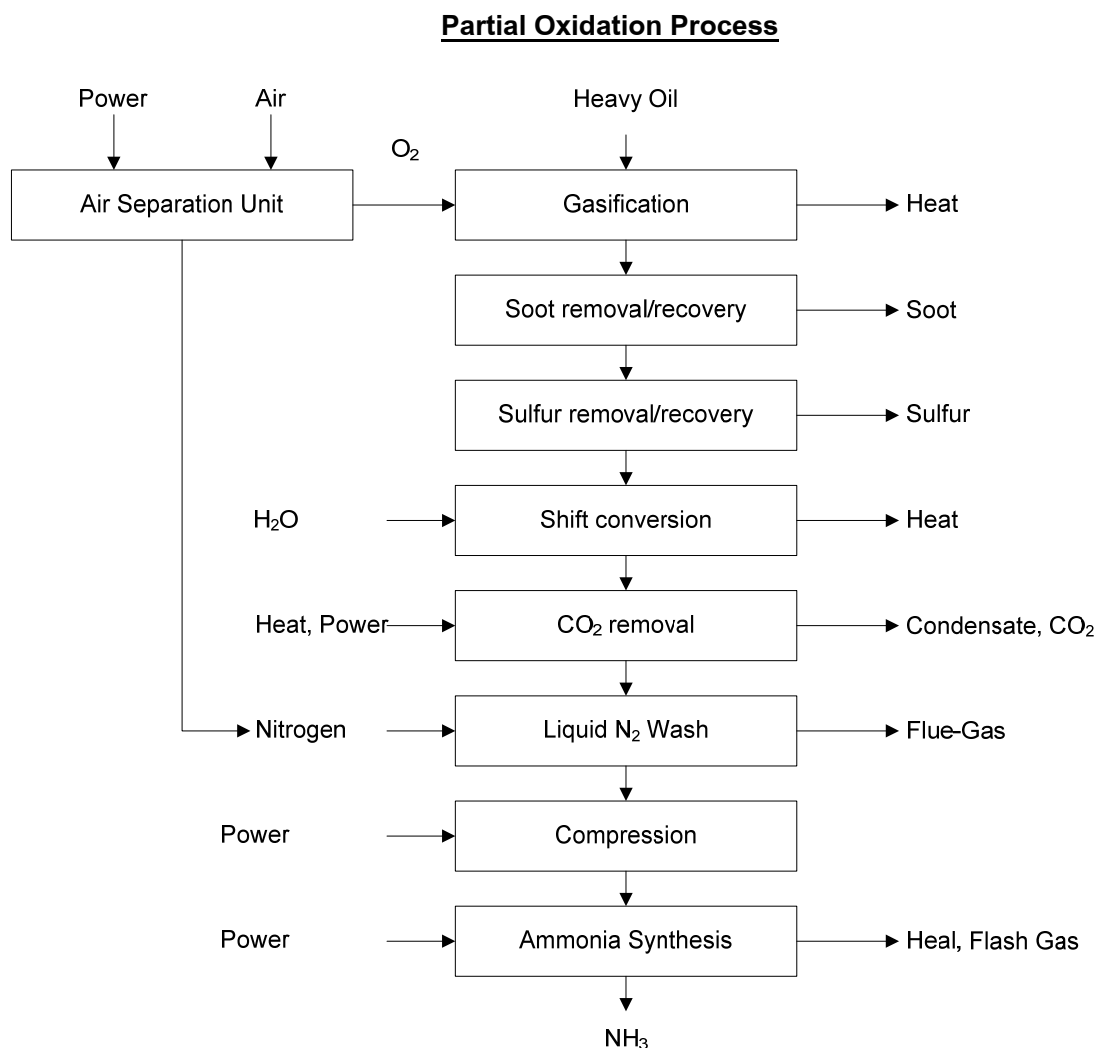 Partial Oxidation Process
Power Air Heavy Oil
O₂
Air Separation Unit Gasification Heat
Soot removal/recovery Soot
Sulfur removal/recovery Sulfur
H₂O Shift conversion Heat
Heat, Power CO₂ removal Condensate, CO₂
Nitrogen Liquid N₂ Wash Flue-Gas
Power Compression
Power Ammonia Synthesis Heal, Flash Gas
NH₃